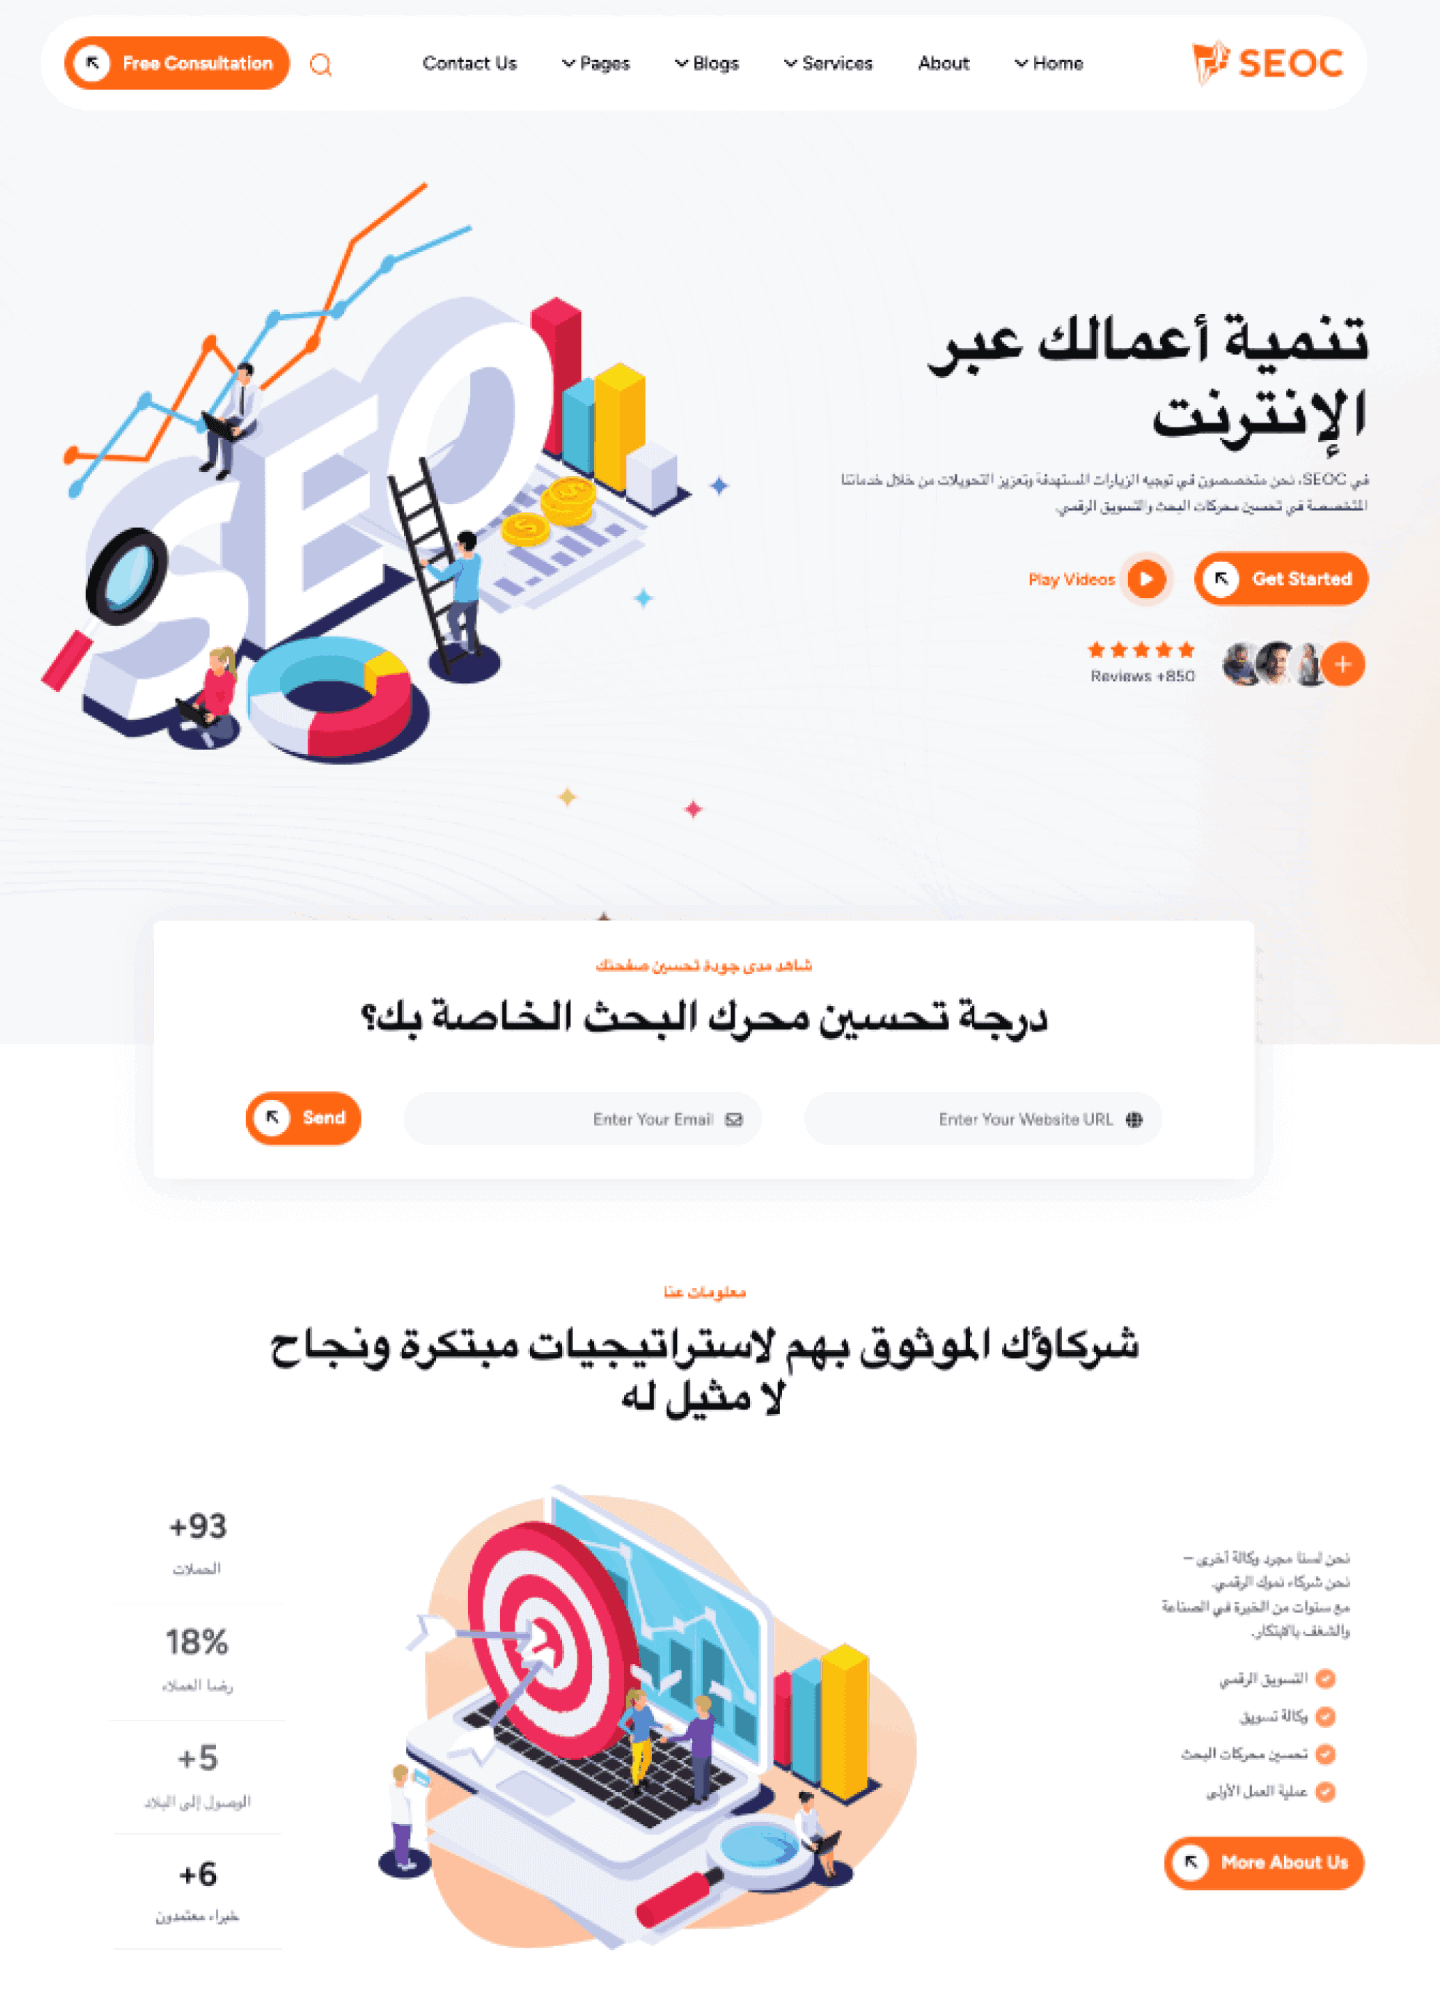 SEOC
Home
About
Services
Blogs
Pages
Contact Us
Free Consultation
SEO
تنمية أعمالك عبر
الإنترنت
في SEOC، نحن متخصصون في توجيه الزيارات المستهدفة وتعزيز التحويلات من خلال خدماتنا
المتخصصة في تحسين محركات البحث والتسويق الرقمي.
Get Started
Play Videos
Reviews +850
شاهد مدى جودة تحسين صفحتك
درجة تحسين محرك البحث الخاصة بك؟
Enter Your Website URL
Enter Your Email
Send
معلومات عنا
شركاؤك الموثوق بهم لاستراتيجيات مبتكرة ونجاح
لا مثيل له
نحن لسنا مجرد وكالة أخرى –
نحن شركاء نموك الرقمي.
مع سنوات من الخبرة في الصناعة
والشغف بالابتكار.
التسويق الرقمي
وكالة تسويق
تحسين محركات البحث
عملية العمل الأولى
More About Us
+93
الحملات
18%
رضا العملاء
+5
الوصول إلى البلاد
+6
خبراء معتمدون